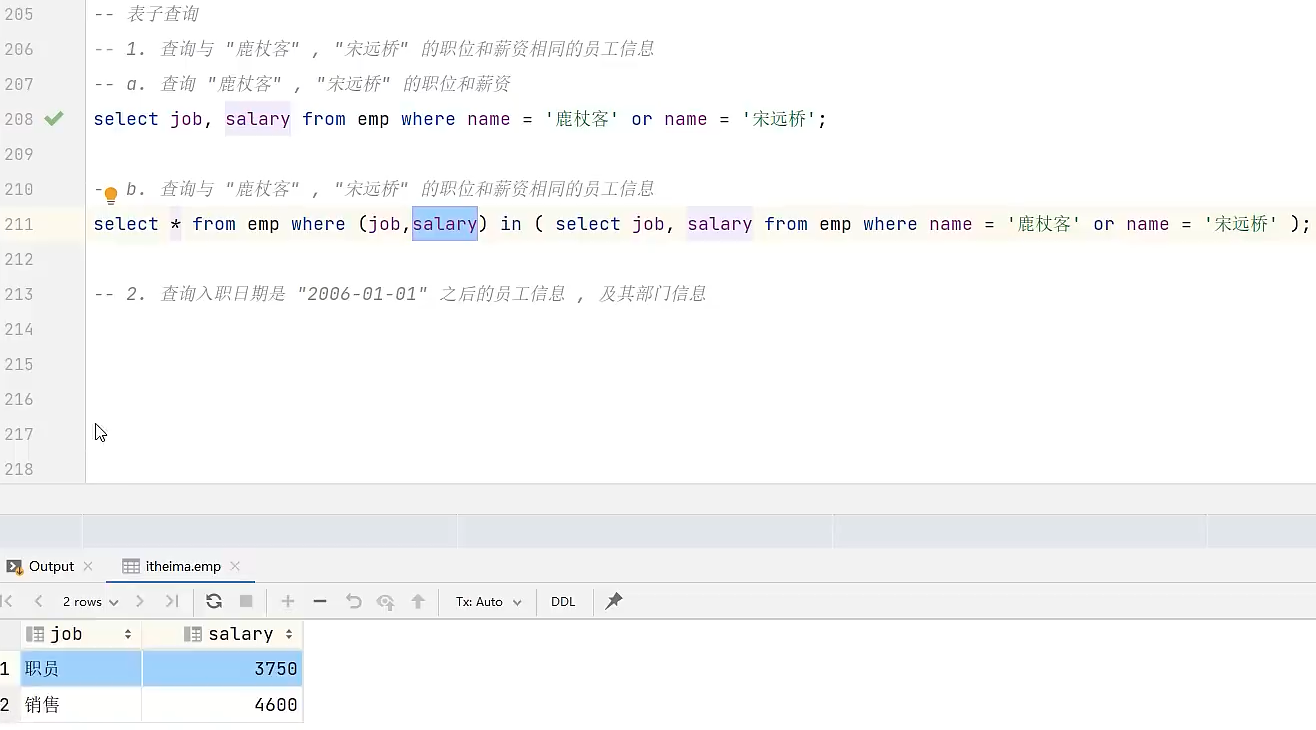 205 -- 表子查询
206 -- 1. 查询与 "鹿杖客" , "宋远桥" 的职位和薪资相同的员工信息
207 -- a. 查询 "鹿杖客" , "宋远桥" 的职位和薪资
208 select job, salary from emp where name = '鹿杖客' or name = '宋远桥';
209
210 - b. 查询与 "鹿杖客" , "宋远桥" 的职位和薪资相同的员工信息
211 select * from emp where (job,salary) in ( select job, salary from emp where name = '鹿杖客' or name = '宋远桥' );
212
213 -- 2. 查询入职日期是 "2006-01-01" 之后的员工信息 , 及其部门信息
214
215
216
217
218
Output itheima.emp
2 rows Tx: Auto DDL
job salary
1 职员 3750
2 销售 4600